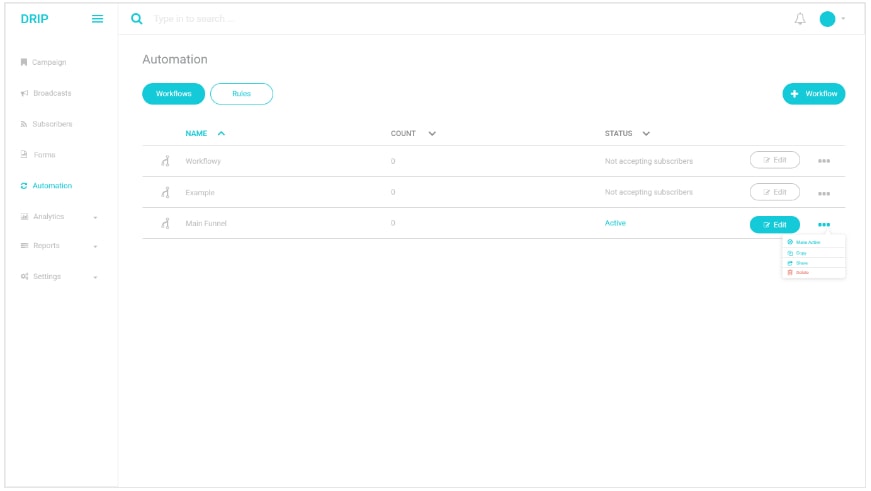 DRIP
Type in to search ...
Campaign
Broadcasts
Subscribers
Forms
Automation
Analytics
Reports
Settings
Automation
Workflows Rules
Workflow
NAME COUNT STATUS
Workflowy 0 Not accepting subscribers Edit
Example 0 Not accepting subscribers Edit
Main Funnel 0 Active Edit
Make Active
Copy
Share
Delete